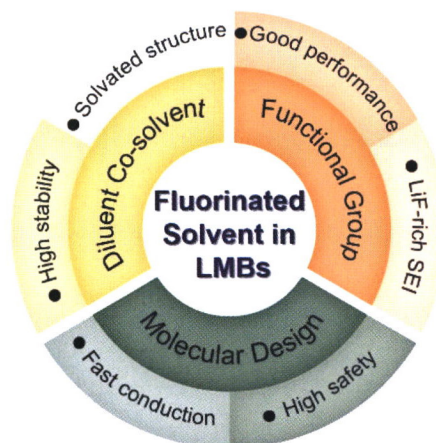 Fluorinated
Solvent in
LMBs
Diluent Co-solvent
● Solvated structure
● High stability
Functional Group
● Good performance
● LiF-rich SEI
Molecular Design
● Fast conduction
● High safety